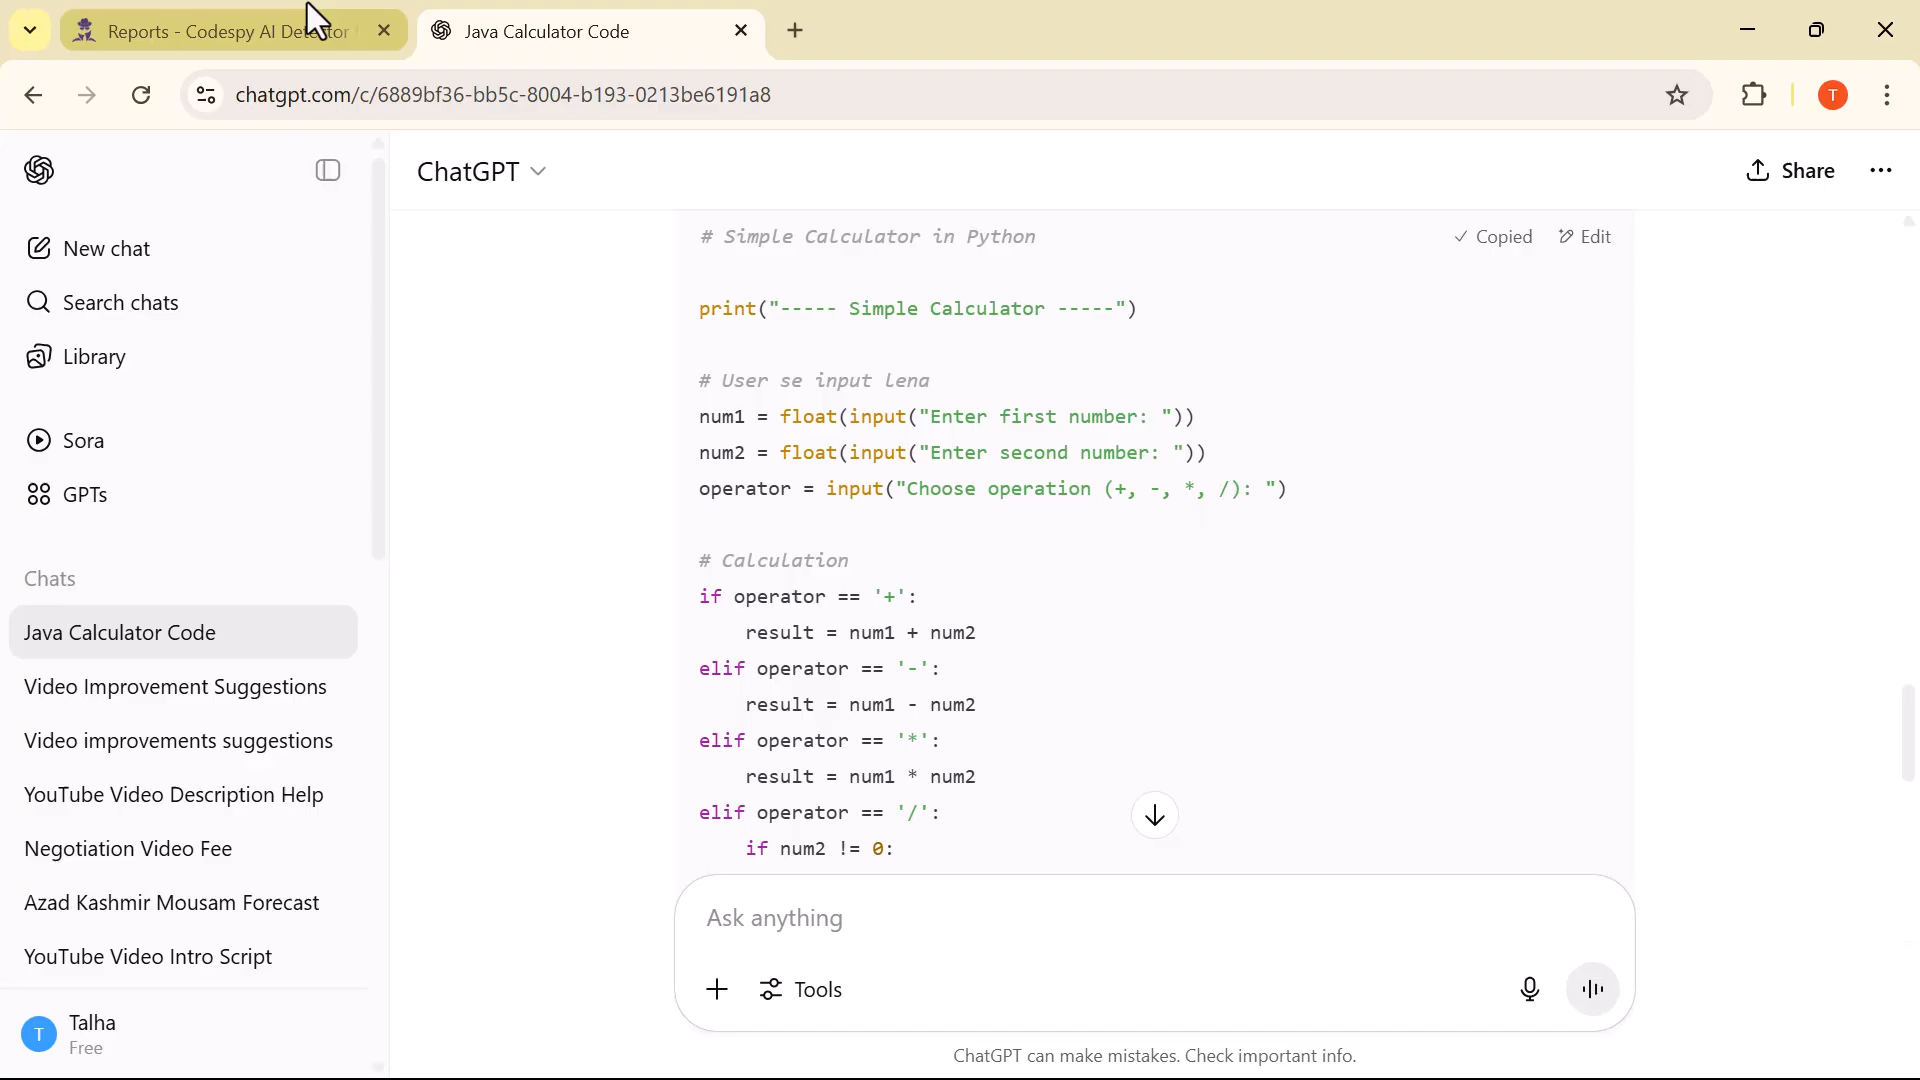 Reports - Codespy AI Detector
Java Calculator Code
chatgpt.com/c/6889bf36-bb5c-8004-b193-0213be6191a8
T
ChatGPT
Share
New chat
Search chats
Library
Sora
GPTs
Chats
Java Calculator Code
Video Improvement Suggestions
Video improvements suggestions
YouTube Video Description Help
Negotiation Video Fee
Azad Kashmir Mousam Forecast
YouTube Video Intro Script
T
Talha
Free
# Simple Calculator in Python
Copied
Edit
print("----- Simple Calculator -----")
# User se input lena
num1 = float(input("Enter first number: "))
num2 = float(input("Enter second number: "))
operator = input("Choose operation (+, -, *, /): ")
# Calculation
if operator == '+':
result = num1 + num2
elif operator == '-':
result = num1 - num2
elif operator == '*':
result = num1 * num2
elif operator == '/':
if num2 != 0:
Ask anything
Tools
ChatGPT can make mistakes. Check important info.